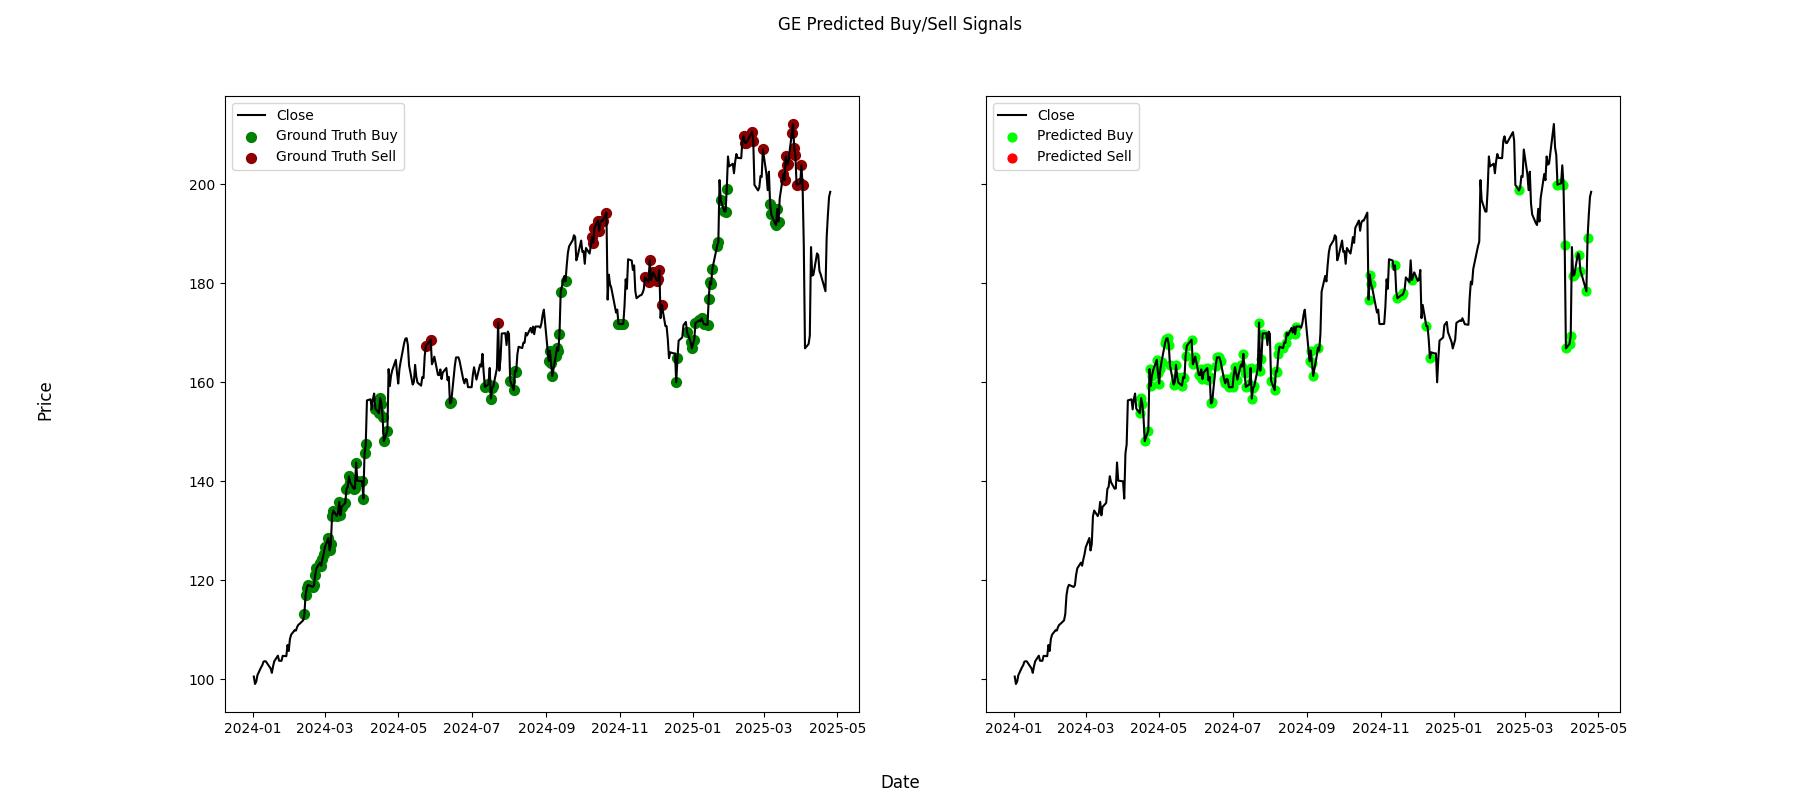 GE Predicted Buy/Sell Signals
Close
Ground Truth Buy
Ground Truth Sell
Close
Predicted Buy
Predicted Sell
200
180
160
140
120
100
Price
2024-01 2024-03 2024-05 2024-07 2024-09 2024-11 2025-01 2025-03 2025-05
2024-01 2024-03 2024-05 2024-07 2024-09 2024-11 2025-01 2025-03 2025-05
Date